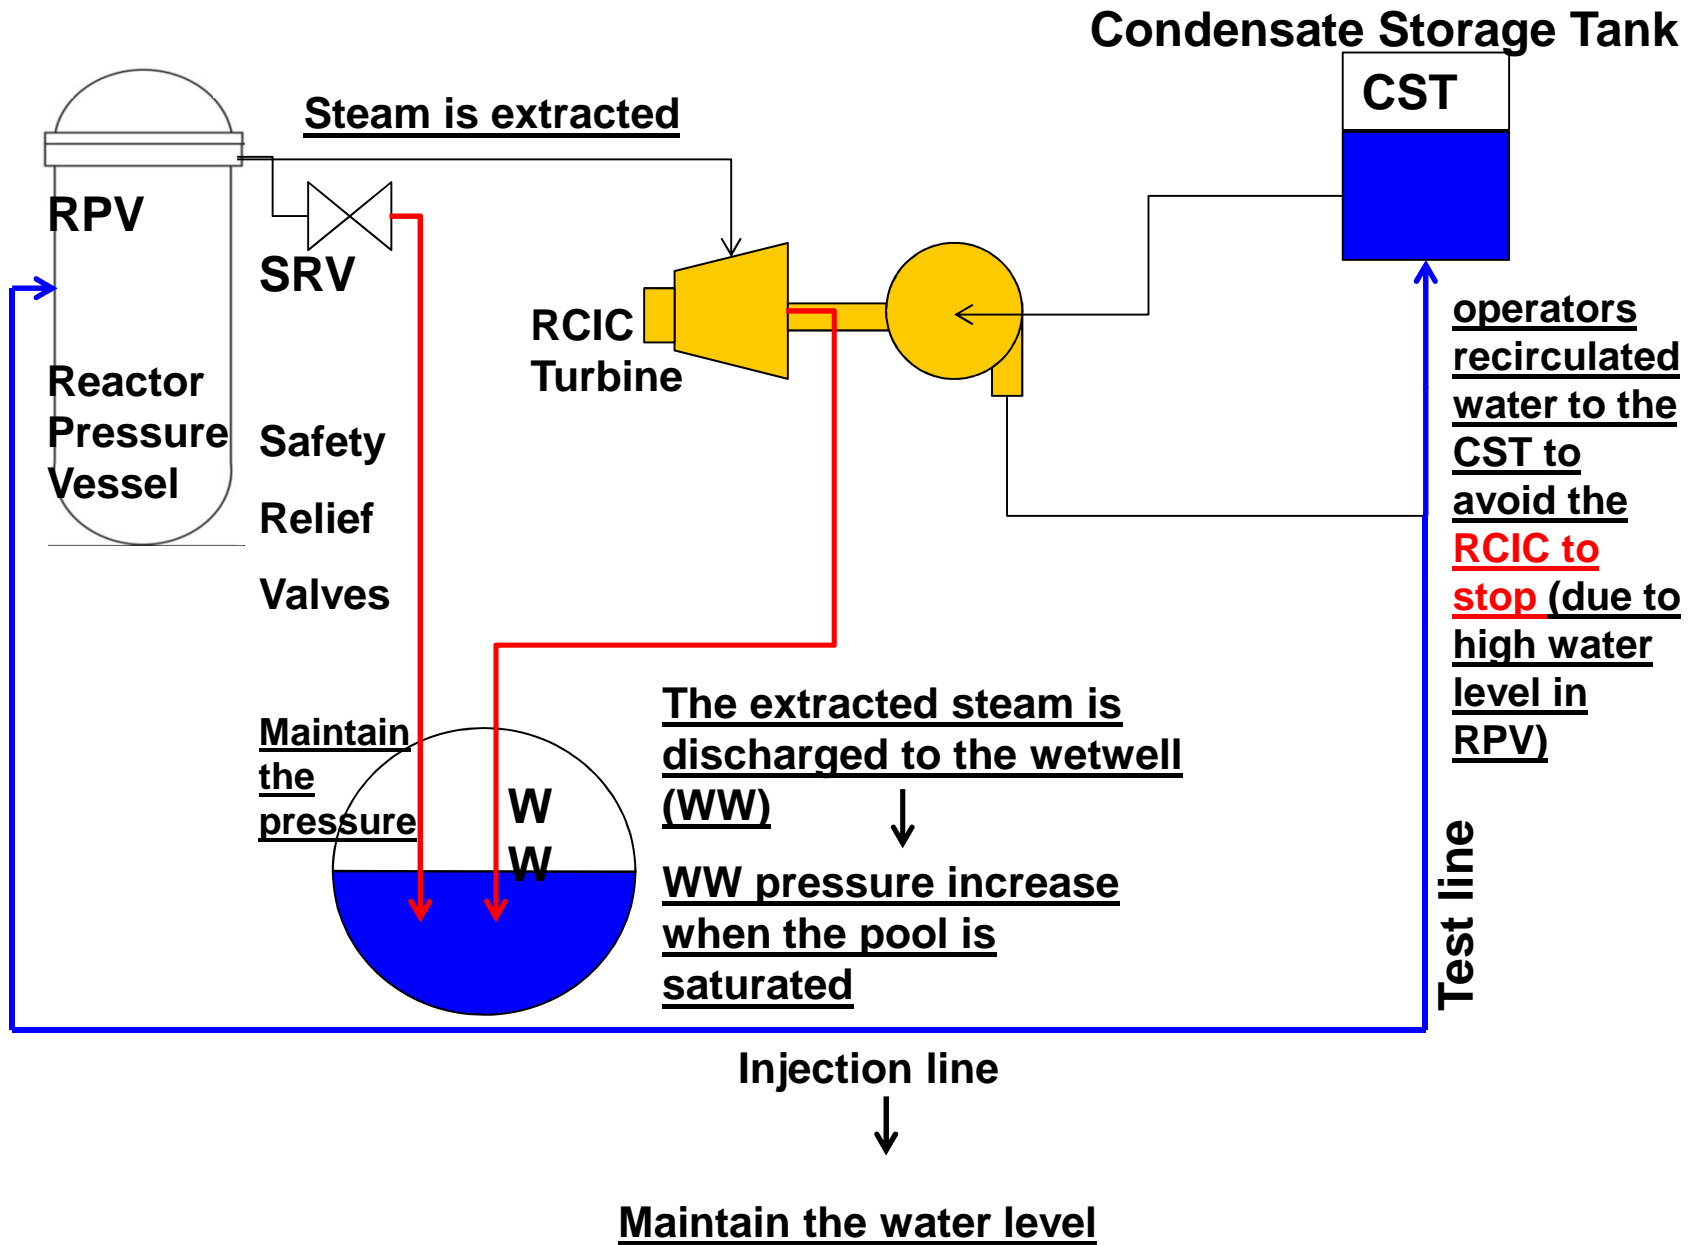 Condensate Storage Tank
CST
Steam is extracted
RPV
SRV
Reactor
Pressure
Vessel
Safety
Relief
Valves
RCIC
Turbine
operators
recirculated
water to the
CST to
avoid the
RCIC to
stop (due to
high water
level in
RPV)
Maintain
the
pressure
W
W
The extracted steam is
discharged to the wetwell
(WW)
WW pressure increase
when the pool is
saturated
Test line
Injection line
Maintain the water level